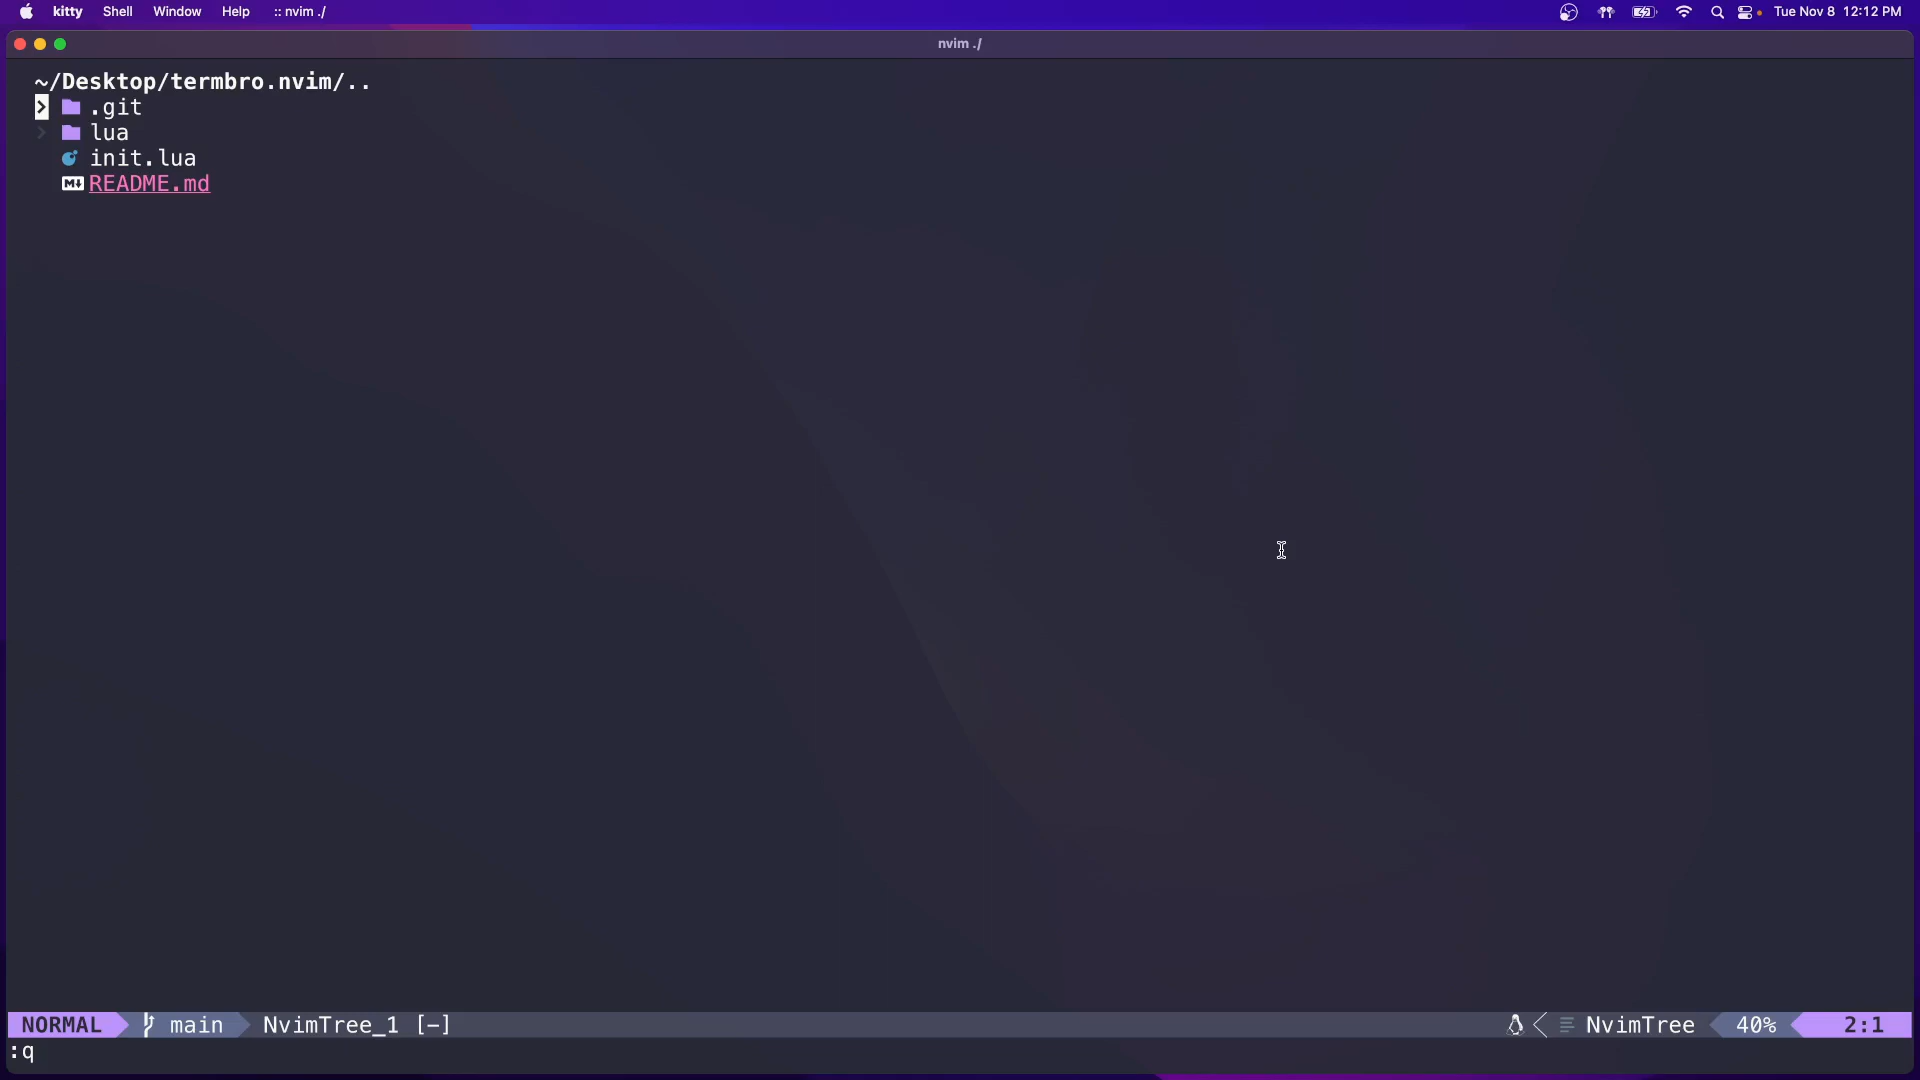 kitty Shell Window Help :: nvim ./ Tue Nov 8 12:12 PM
nvim ./
~/Desktop/termbro.nvim/..
> .git
> lua
init.lua
M↓ README.md
NORMAL main NvimTree_1 [-] NvimTree 40% 2:1
:q